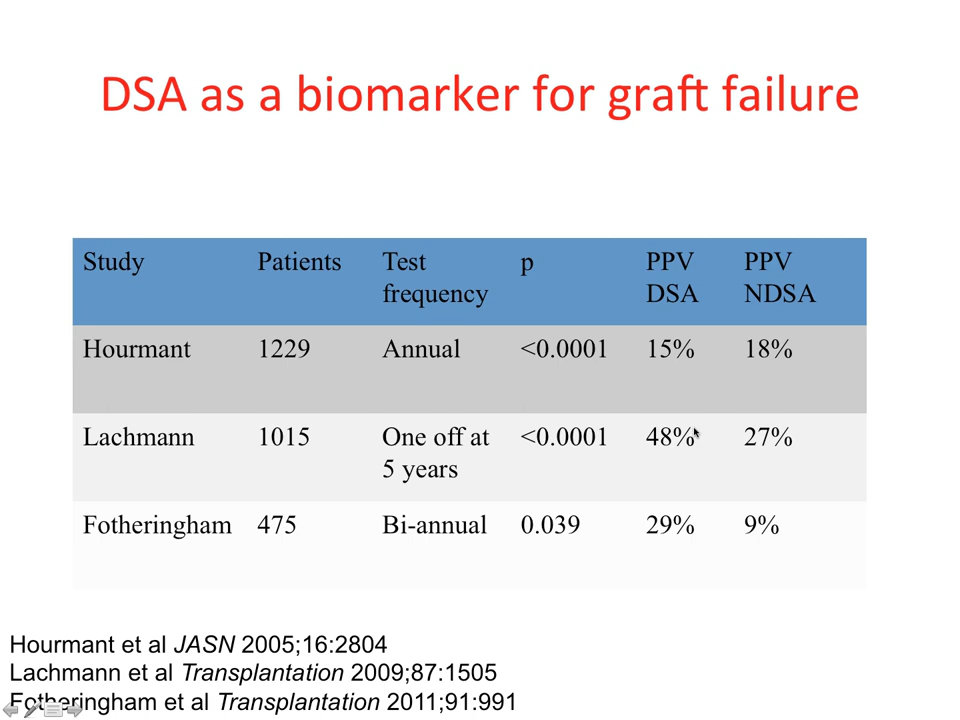 DSA as a biomarker for graft failure
Study Patients Test frequency p PPV DSA PPV NDSA
Hourmant 1229 Annual <0.0001 15% 18%
Lachmann 1015 One off at 5 years <0.0001 48% 27%
Fotheringham 475 Bi-annual 0.039 29% 9%
Hourmant et al JASN 2005;16:2804
Lachmann et al Transplantation 2009;87:1505
Fotheringham et al Transplantation 2011;91:991